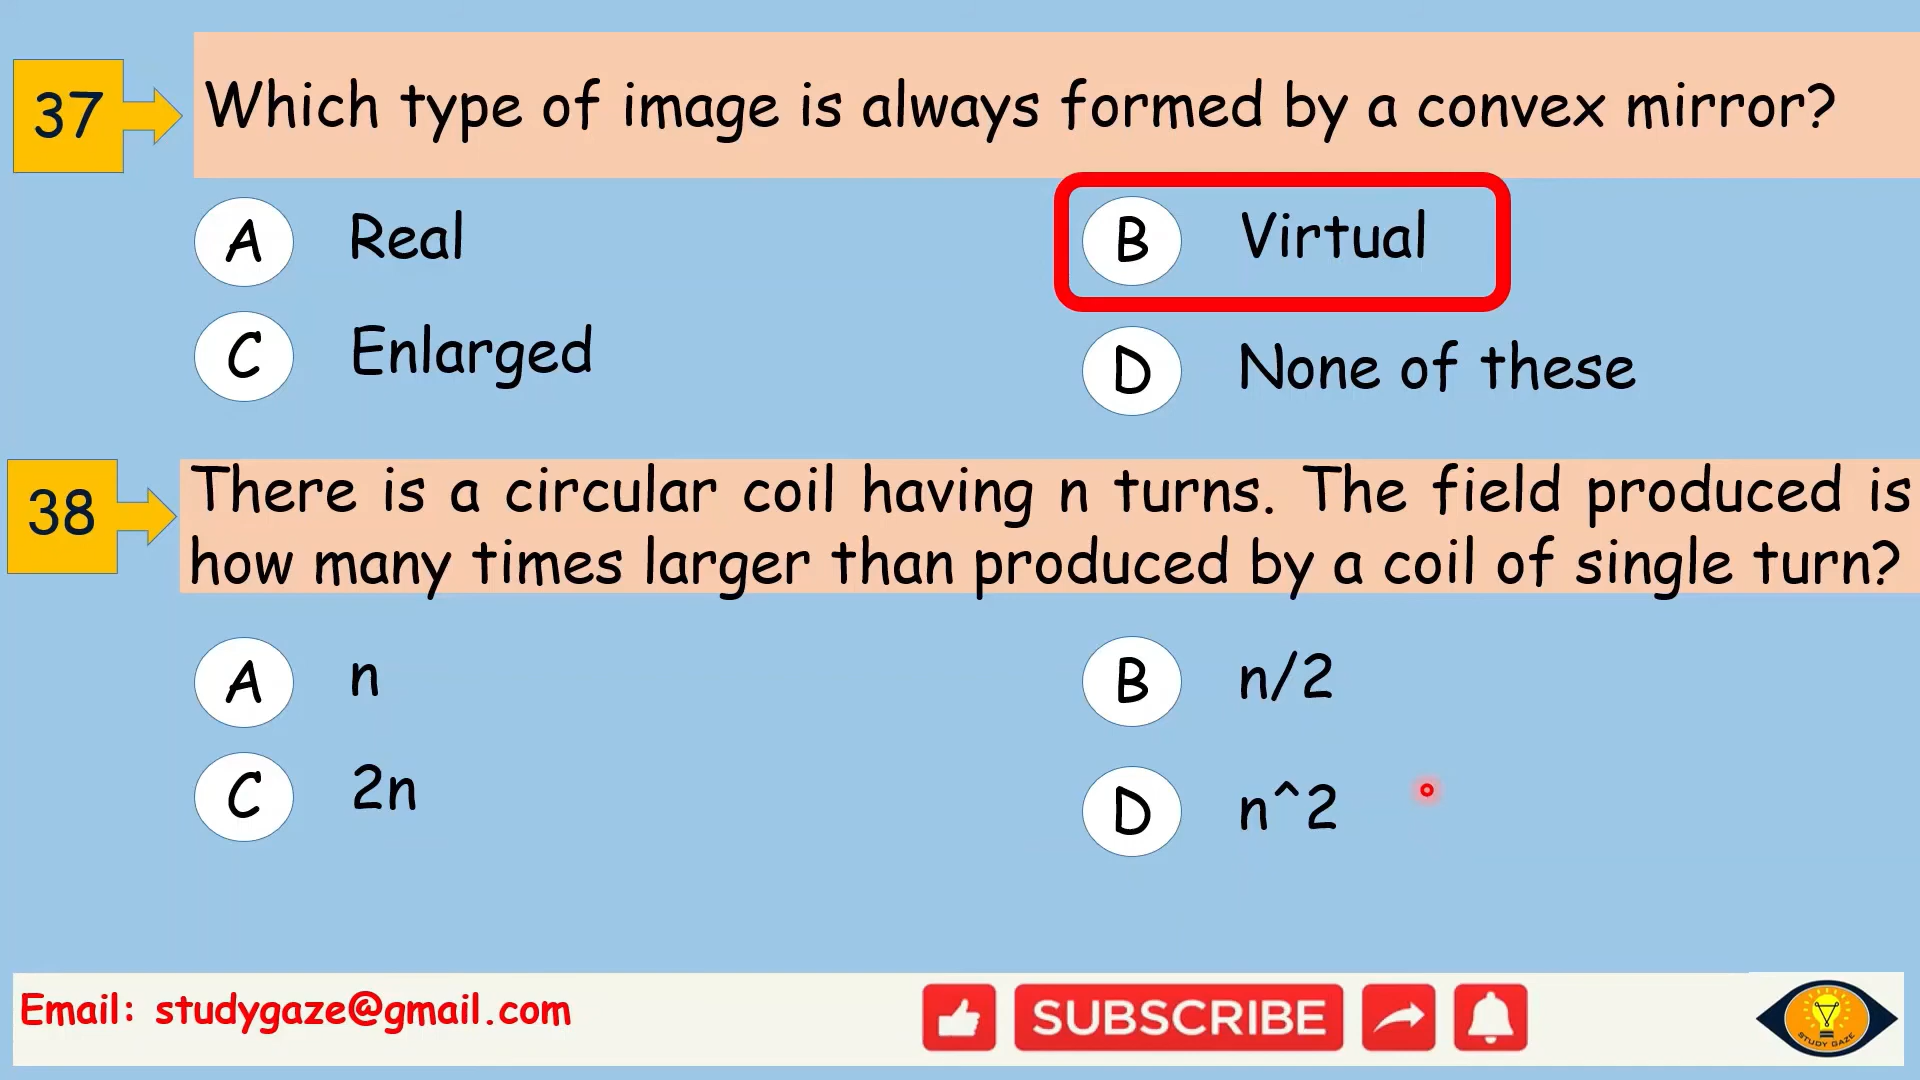 37
Which type of image is always formed by a convex mirror?
A Real
B Virtual
C Enlarged
D None of these
38
There is a circular coil having n turns. The field produced is
how many times larger than produced by a coil of single turn?
A n
B n/2
C 2n
D n^2
Email: studygaze@gmail.com
SUBSCRIBE
STUDY GAZE